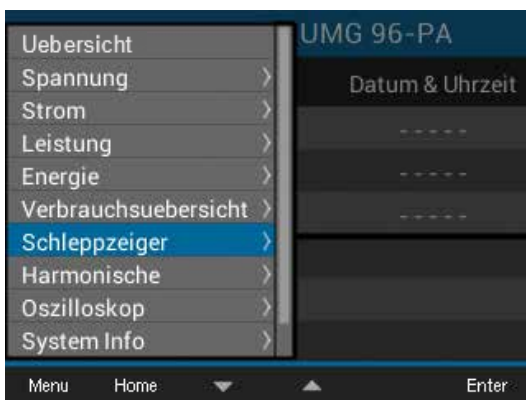 UMG 96-PA
Uebersicht
Spannung
Strom
Leistung
Energie
Verbrauchsuebersicht
Schleppzeiger
Harmonische
Oszilloskop
System Info
Datum & Uhrzeit
- - - - -
- - - - -
- - - - -
Menu Home Enter